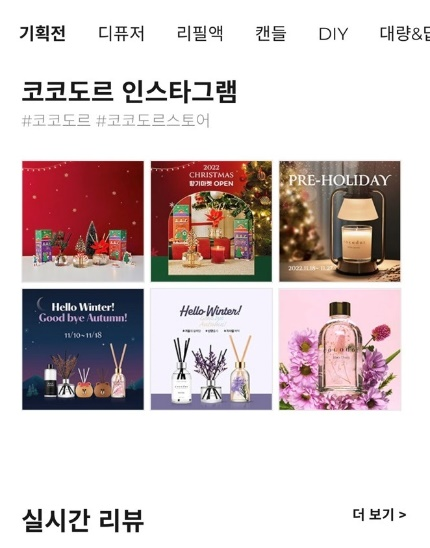 기획전 디퓨저 리필액 캔들 DIY 대량&답
코코도르 인스타그램
#코코도르 #코코도르스토어
2022
CHRISTMAS
향기마켓 OPEN
PRE-HOLIDAY
Hello Winter!
Good bye Autumn!
11/10 ~ 11/18
Hello Winter!
실시간 리뷰
더 보기 >